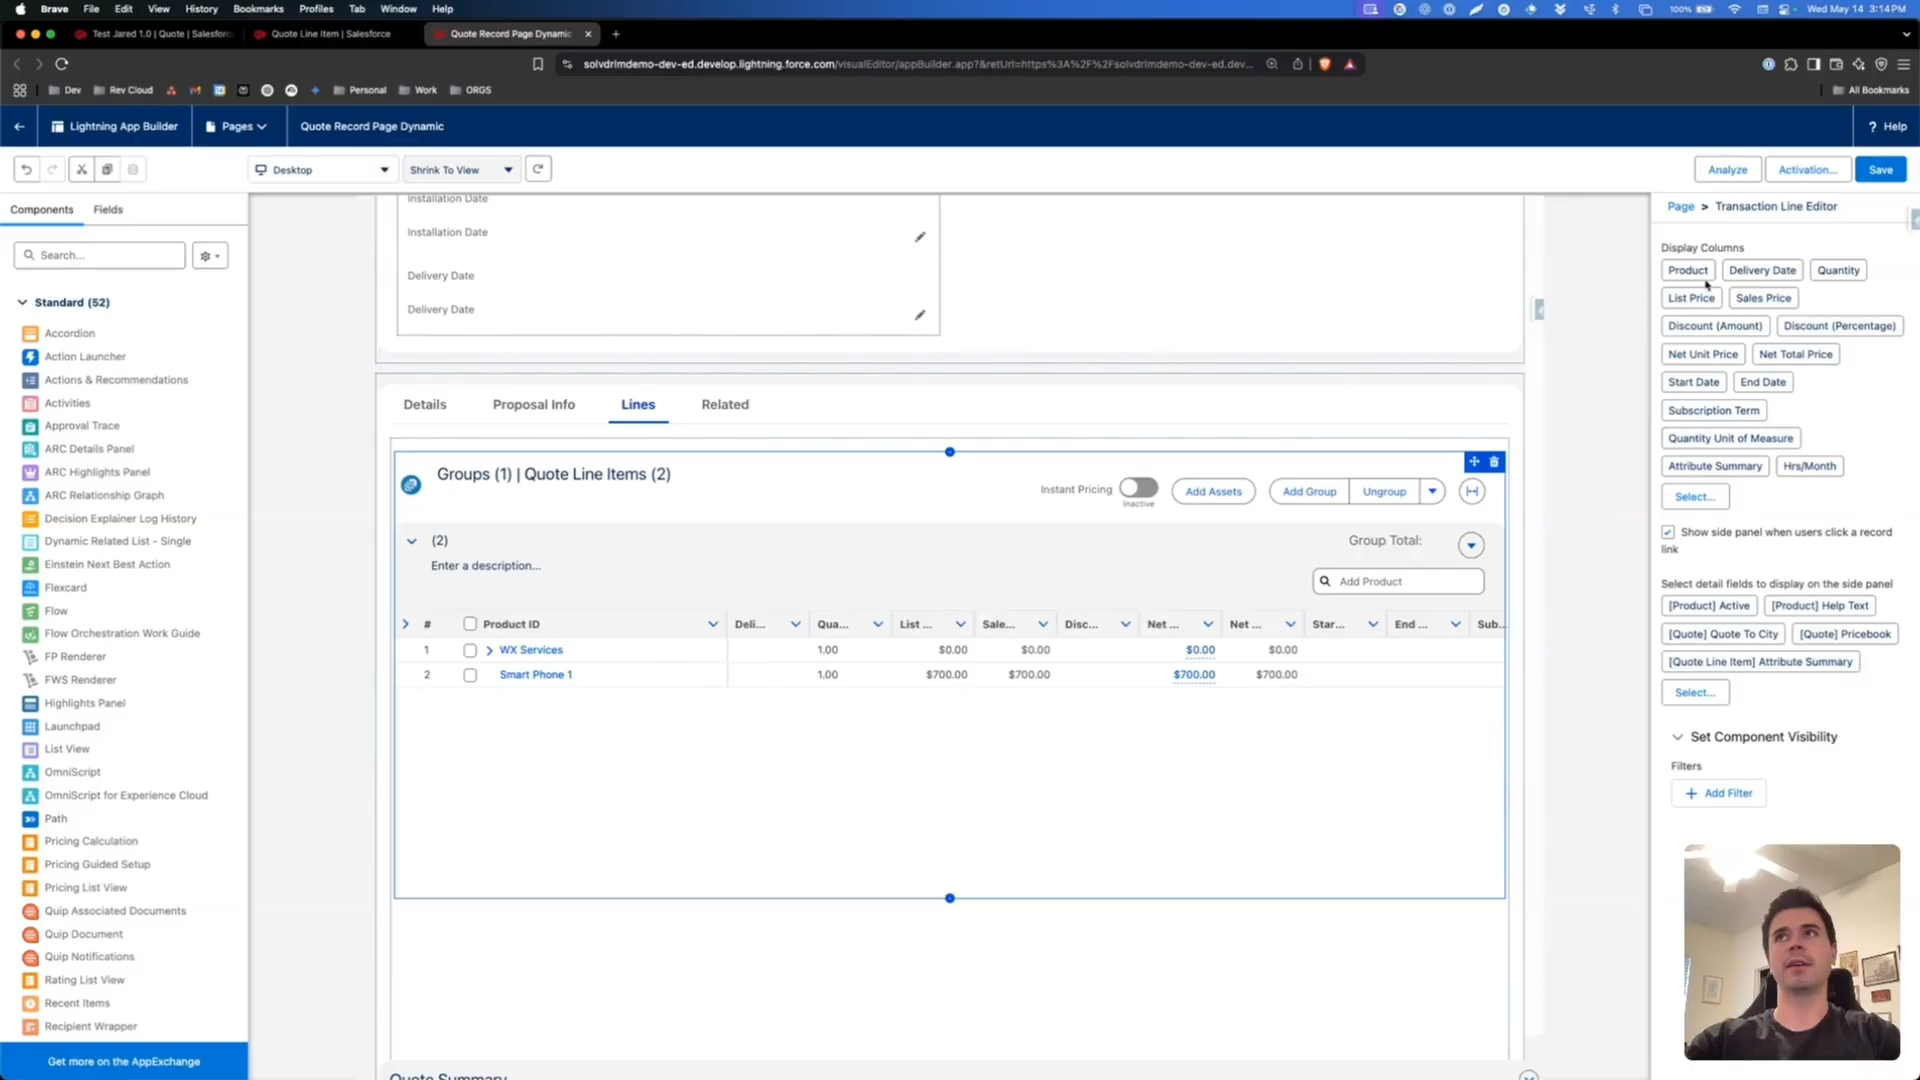 Brave File Edit View History Bookmarks Profiles Tab Window Help
100% Wed May 14 3:14PM
Test Jared 1.0 | Quote | Salesforc
Quote Line Item | Salesforce
Quote Record Page Dynamic
solvdrlmdemo-dev-ed.develop.lightning.force.com/visualEditor/appBuilder.app?&retUrl=https%3A%2F%2Fsolvdrlmdemo-dev-ed.dev...
Dev Rev Cloud Personal Work ORGS All Bookmarks
Lightning App Builder Pages Quote Record Page Dynamic ? Help
Desktop Shrink To View Analyze Activation... Save
Components Fields
Search...
Standard (52)
Accordion
Action Launcher
Actions & Recommendations
Activities
Approval Trace
ARC Details Panel
ARC Highlights Panel
ARC Relationship Graph
Decision Explainer Log History
Dynamic Related List - Single
Einstein Next Best Action
Flexcard
Flow
Flow Orchestration Work Guide
FP Renderer
FWS Renderer
Highlights Panel
Launchpad
List View
OmniScript
OmniScript for Experience Cloud
Path
Pricing Calculation
Pricing Guided Setup
Pricing List View
Quip Associated Documents
Quip Document
Quip Notifications
Rating List View
Recent Items
Recipient Wrapper
Get more on the AppExchange
Installation Date
Installation Date
Delivery Date
Delivery Date
Details Proposal Info Lines Related
Groups (1) | Quote Line Items (2)
Instant Pricing Inactive Add Assets Add Group Ungroup
(2) Group Total:
Enter a description...
Add Product
# Product ID Deli... Qua... List ... Sale... Disc... Net ... Net ... Star... End ... Sub...
1 WX Services 1.00 $0.00 $0.00 $0.00 $0.00
2 Smart Phone 1 1.00 $700.00 $700.00 $700.00 $700.00
Quote Summary
Page > Transaction Line Editor
Display Columns
Product Delivery Date Quantity
List Price Sales Price
Discount (Amount) Discount (Percentage)
Net Unit Price Net Total Price
Start Date End Date
Subscription Term
Quantity Unit of Measure
Attribute Summary Hrs/Month
Select...
Show side panel when users click a record
link
Select detail fields to display on the side panel
[Product] Active [Product] Help Text
[Quote] Quote To City [Quote] Pricebook
[Quote Line Item] Attribute Summary
Select...
Set Component Visibility
Filters
+ Add Filter